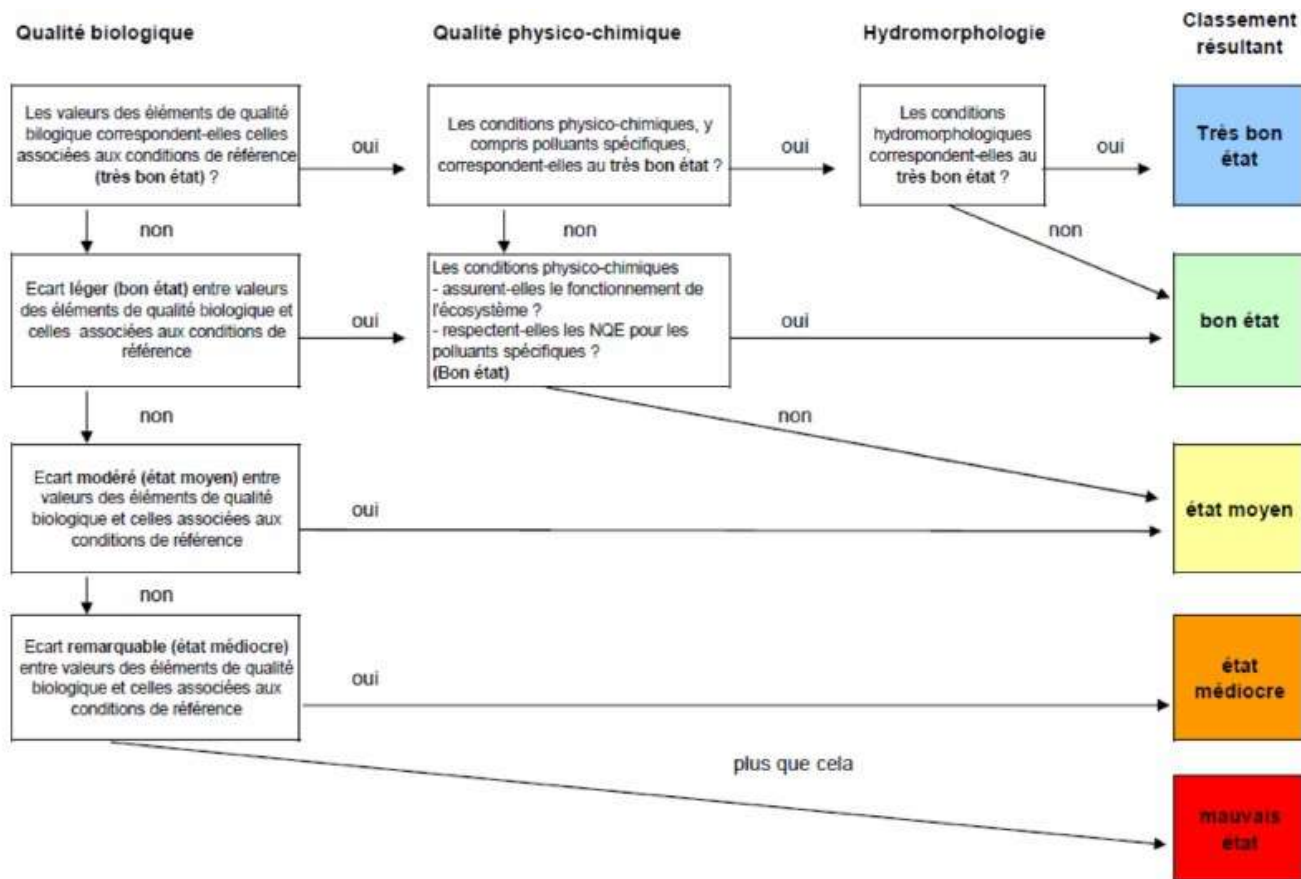 Qualité biologique
Qualité physico-chimique
Hydromorphologie
Classement
résultant
Les valeurs des éléments de qualité
bilogique correspondent-elles celles
associées aux conditions de référence
(très bon état) ?
oui
Les conditions physico-chimiques, y
compris polluants spécifiques,
correspondent-elles au très bon état ?
oui
Les conditions
hydromorphologiques
correspondent-elles au
très bon état ?
oui
Très bon
état
non
non
non
Ecart léger (bon état) entre valeurs
des éléments de qualité biologique et
celles associées aux conditions de
référence
oui
Les conditions physico-chimiques
- assurent-elles le fonctionnement de
l'écosystème ?
- respectent-elles les NQE pour les
polluants spécifiques ?
(Bon état)
oui
bon état
non
non
Ecart modéré (état moyen) entre
valeurs des éléments de qualité
biologique et celles associées aux
conditions de référence
oui
état moyen
non
Ecart remarquable (état médiocre)
entre valeurs des éléments de qualité
biologique et celles associées aux
conditions de référence
oui
état
médiocre
plus que cela
mauvais
état